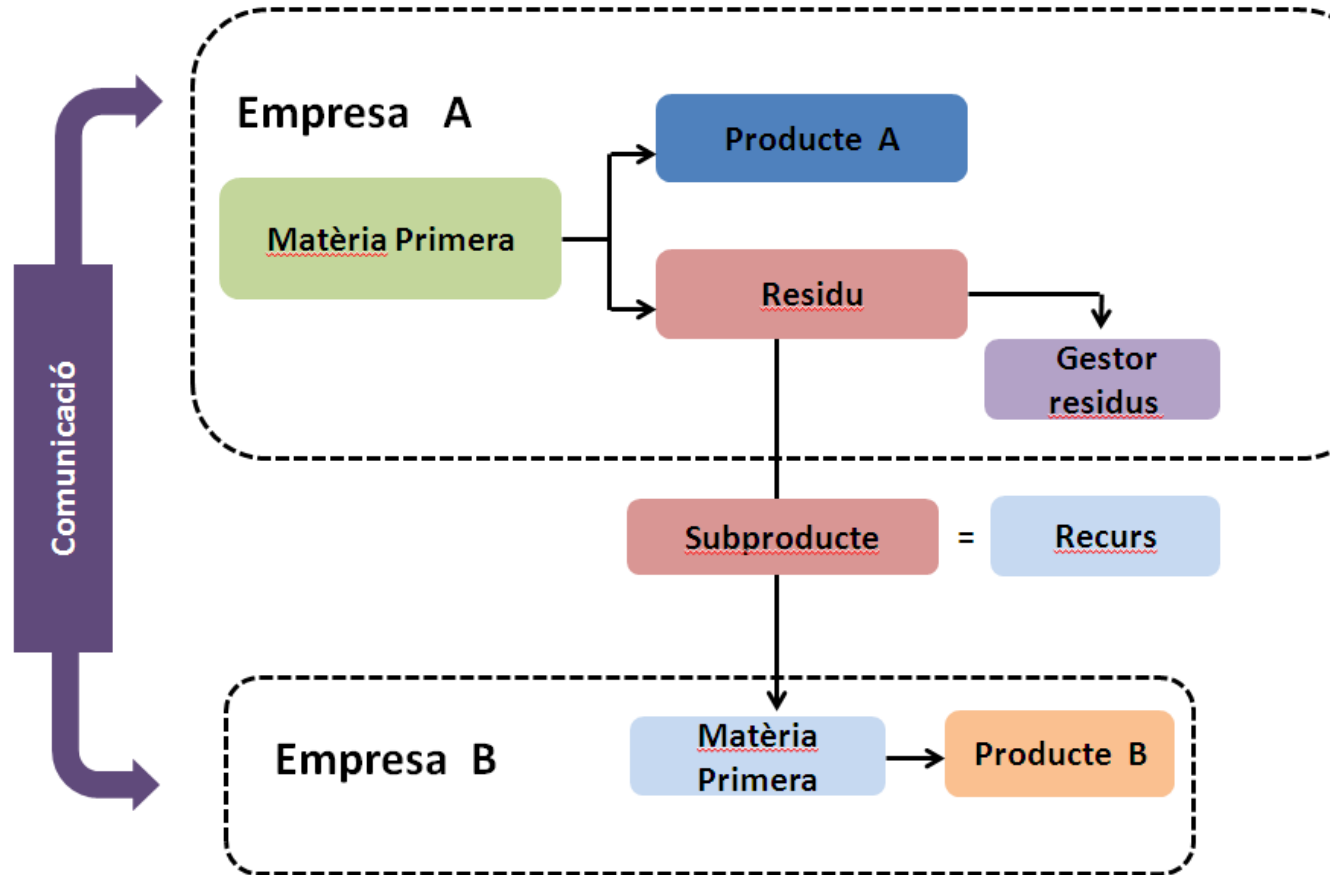 Empresa A
Producte A
Matèria Primera
Residu
Gestor
residus
Comunicació
Subproducte
=
Recurs
Empresa B
Matèria
Primera
Producte B